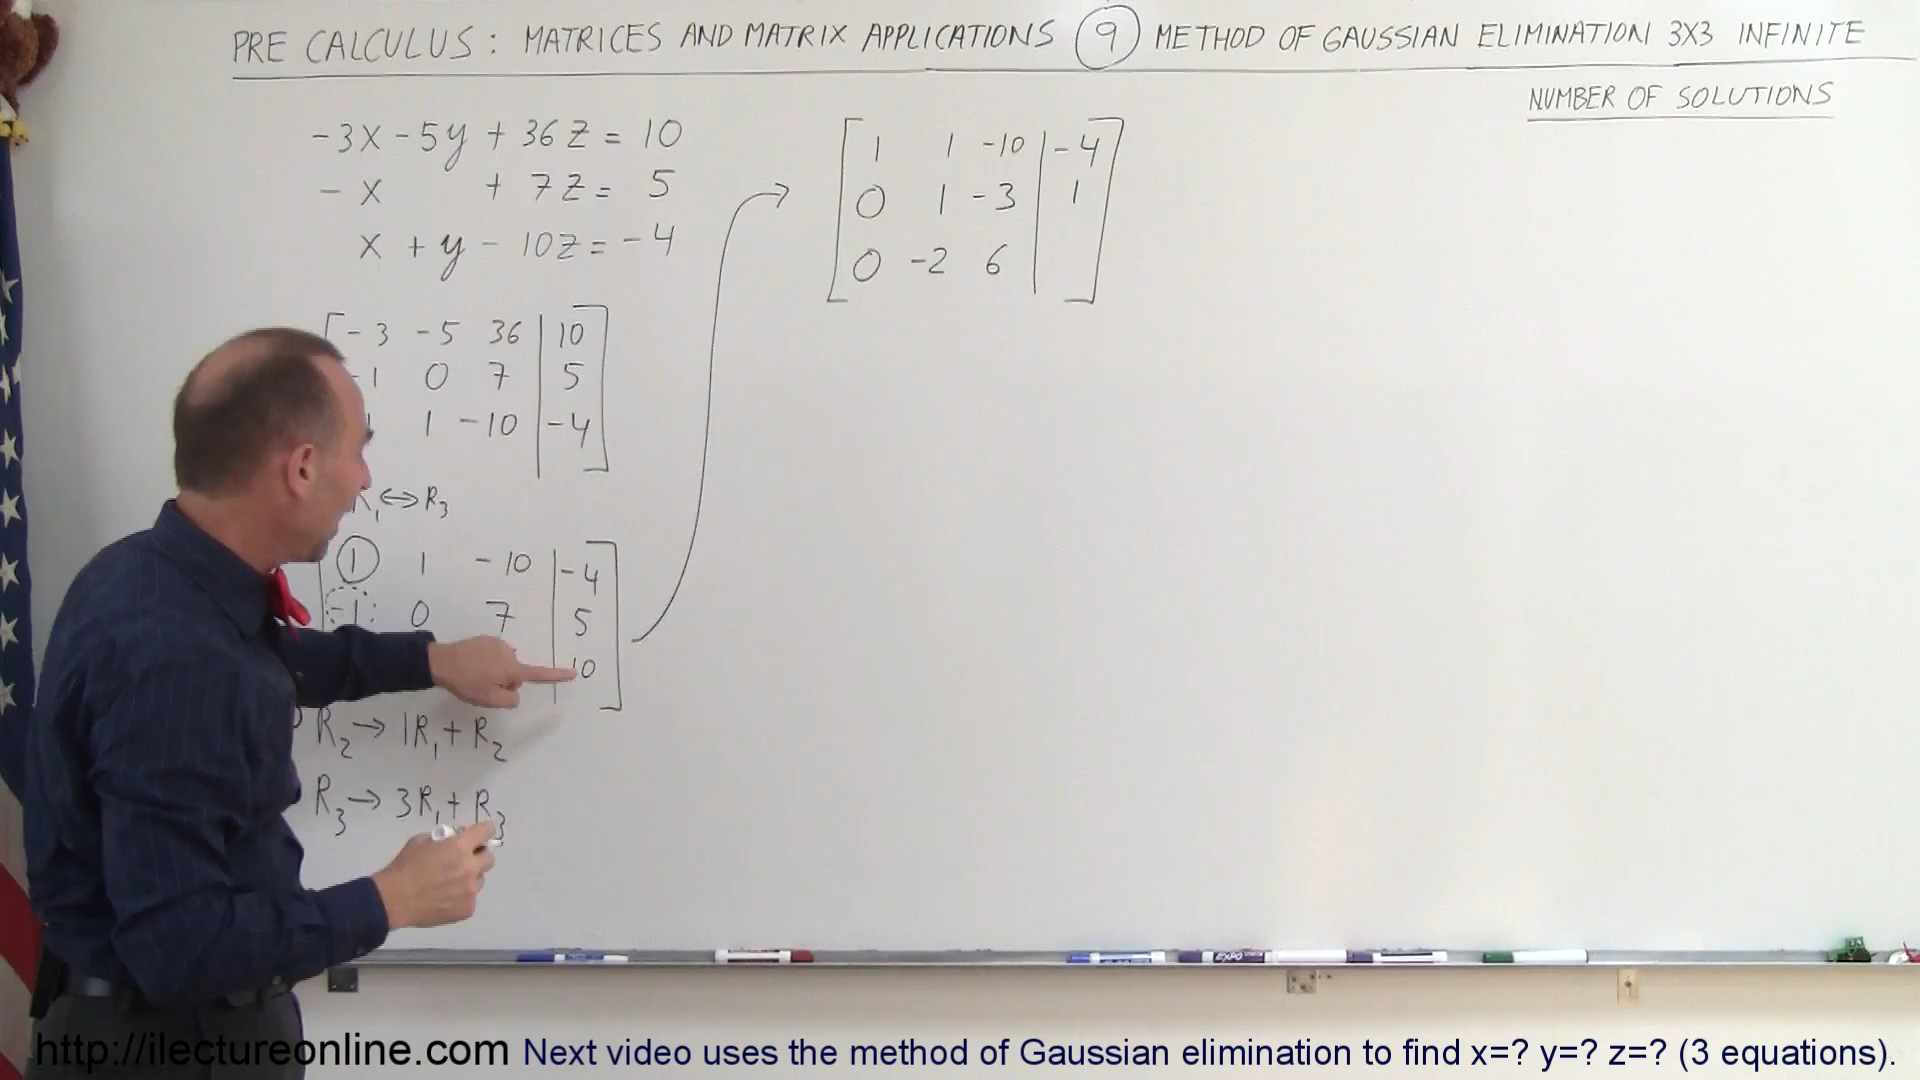 PRE CALCULUS: MATRICES AND MATRIX APPLICATIONS 9 METHOD OF GAUSSIAN ELIMINATION 3X3 INFINITE
NUMBER OF SOLUTIONS
-3x - 5y + 36z = 10
- x + 7z = 5
x + y - 10z = -4
-3 -5 36 | 10
-1 0 7 | 5
1 -10 | -4
R1 ↔ R3
1 1 -10 | -4
-1 0 7 | 5
10
R2 → 1R1 + R2
R3 → 3R1 + R3
1 1 -10 | -4
0 1 -3 | 1
0 -2 6 |
EXPO
http://ilectureonline.com Next video uses the method of Gaussian elimination to find x=? y=? z=? (3 equations).